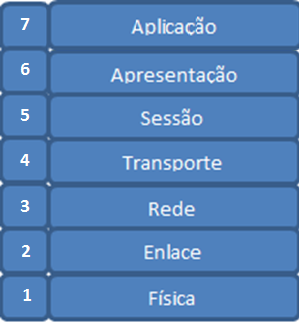 7 Aplicação
6 Apresentação
5 Sessão
4 Transporte
3 Rede
2 Enlace
1 Física